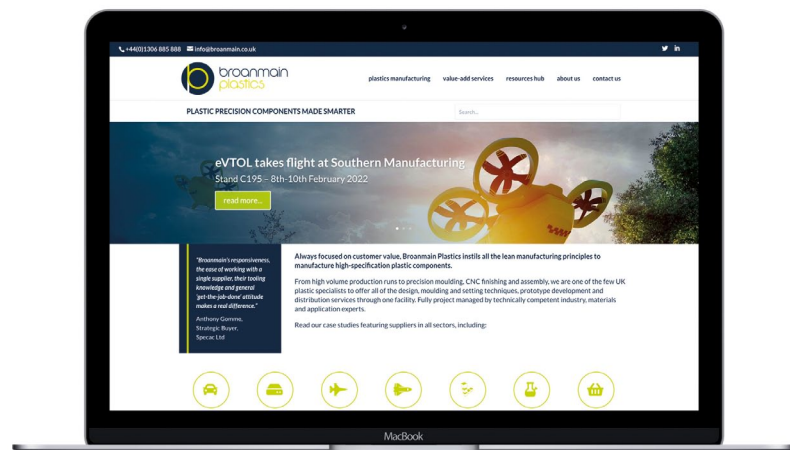 +44(0)1306 885 888 info@broanmain.co.uk
broanmain
plastics
plastics manufacturing value-add services resources hub about us contact us
PLASTIC PRECISION COMPONENTS MADE SMARTER
Search...
eVTOL takes flight at Southern Manufacturing
Stand C195 – 8th-10th February 2022
read more...
"Broanmain's responsiveness,
the ease of working with a
single supplier, their tooling
knowledge and general
'get-the-job-done' attitude
makes a real difference."
Anthony Gomme,
Strategic Buyer,
Specac Ltd
Always focused on customer value, Broanmain Plastics instils all the lean manufacturing principles to
manufacture high-specification plastic components.
From high volume production runs to precision moulding, CNC finishing and assembly, we are one of the few UK
plastic specialists to offer all of the design, moulding and setting techniques, prototype development and
distribution services through one facility. Fully project managed by technically competent industry, materials
and application experts.
Read our case studies featuring suppliers in all sectors, including:
MacBook